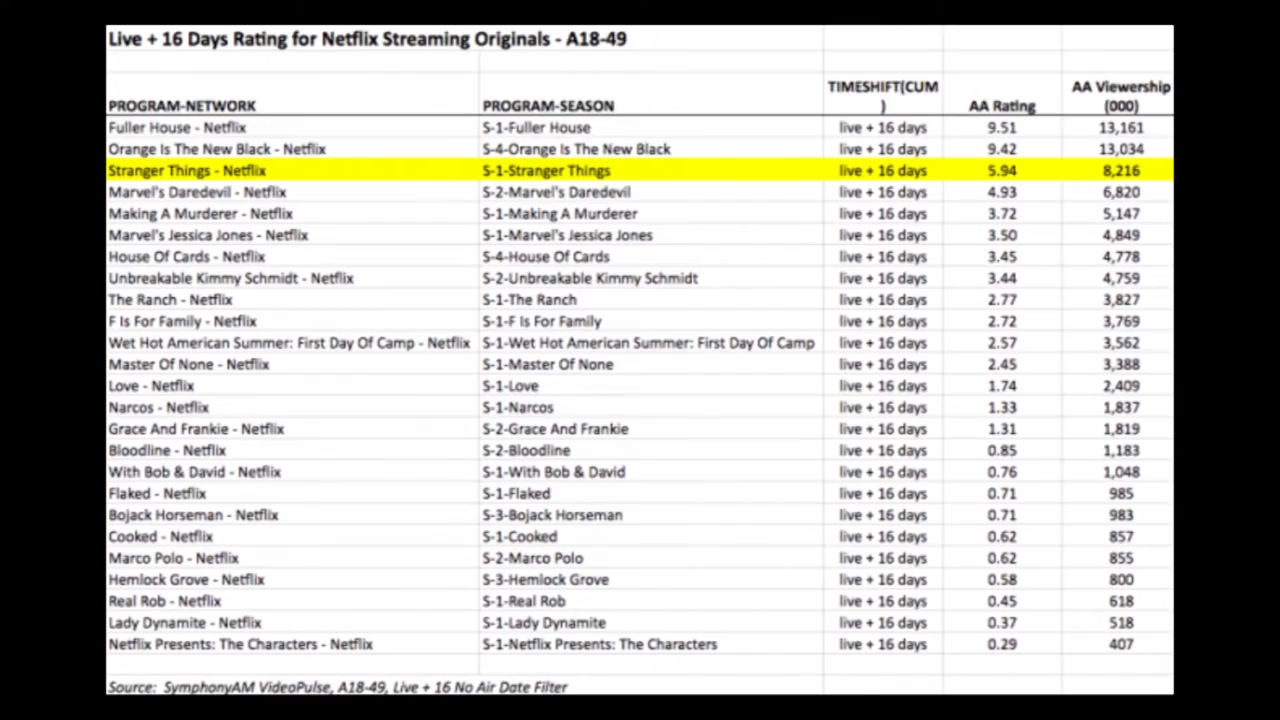 Live + 16 Days Rating for Netflix Streaming Originals - A18-49
PROGRAM-NETWORK PROGRAM-SEASON TIMESHIFT(CUM) AA Rating AA Viewership (000)
Fuller House - Netflix S-1-Fuller House live + 16 days 9.51 13,161
Orange Is The New Black - Netflix S-4-Orange Is The New Black live + 16 days 9.42 13,034
Stranger Things - Netflix S-1-Stranger Things live + 16 days 5.94 8,216
Marvel's Daredevil - Netflix S-2-Marvel's Daredevil live + 16 days 4.93 6,820
Making A Murderer - Netflix S-1-Making A Murderer live + 16 days 3.72 5,147
Marvel's Jessica Jones - Netflix S-1-Marvel's Jessica Jones live + 16 days 3.50 4,849
House Of Cards - Netflix S-4-House Of Cards live + 16 days 3.45 4,778
Unbreakable Kimmy Schmidt - Netflix S-2-Unbreakable Kimmy Schmidt live + 16 days 3.44 4,759
The Ranch - Netflix S-1-The Ranch live + 16 days 2.77 3,827
F Is For Family - Netflix S-1-F Is For Family live + 16 days 2.72 3,769
Wet Hot American Summer: First Day Of Camp - Netflix S-1-Wet Hot American Summer: First Day Of Camp live + 16 days 2.57 3,562
Master Of None - Netflix S-1-Master Of None live + 16 days 2.45 3,388
Love - Netflix S-1-Love live + 16 days 1.74 2,409
Narcos - Netflix S-1-Narcos live + 16 days 1.33 1,837
Grace And Frankie - Netflix S-2-Grace And Frankie live + 16 days 1.31 1,819
Bloodline - Netflix S-2-Bloodline live + 16 days 0.85 1,183
With Bob & David - Netflix S-1-With Bob & David live + 16 days 0.76 1,048
Flaked - Netflix S-1-Flaked live + 16 days 0.71 985
Bojack Horseman - Netflix S-3-Bojack Horseman live + 16 days 0.71 983
Cooked - Netflix S-1-Cooked live + 16 days 0.62 857
Marco Polo - Netflix S-2-Marco Polo live + 16 days 0.62 855
Hemlock Grove - Netflix S-3-Hemlock Grove live + 16 days 0.58 800
Real Rob - Netflix S-1-Real Rob live + 16 days 0.45 618
Lady Dynamite - Netflix S-1-Lady Dynamite live + 16 days 0.37 518
Netflix Presents: The Characters - Netflix S-1-Netflix Presents: The Characters live + 16 days 0.29 407
Source: SymphonyAM VideoPulse, A18-49, Live + 16 No Air Date Filter